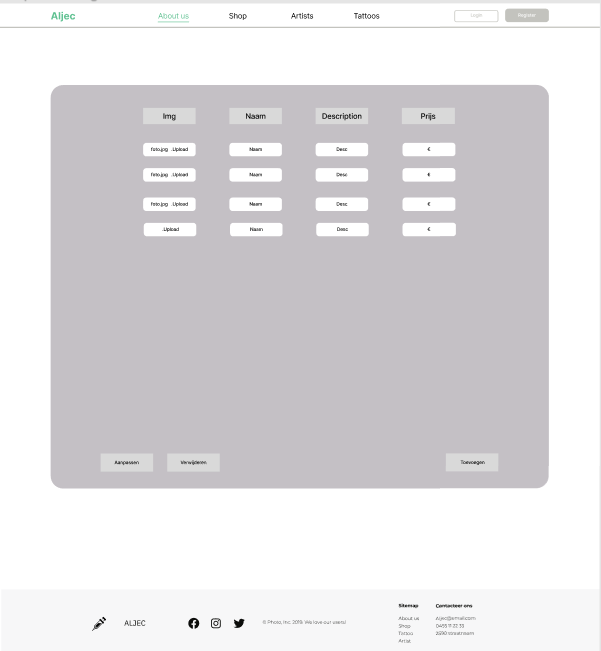 Aljec About us Shop Artists Tattoos Login Register
Img Naam Description Prijs
foto.jpg .Upload Naam Desc €
foto.jpg .Upload Naam Desc €
foto.jpg .Upload Naam Desc €
.Upload Naam Desc €
Aanpassen Verwijderen Toevoegen
Sitemap Contacteer ons
ALJEC © Photo, Inc. 2019. We love our users!
About us Aljec@email.com
Shop 0455 11 22 33
Tattoo
Artist